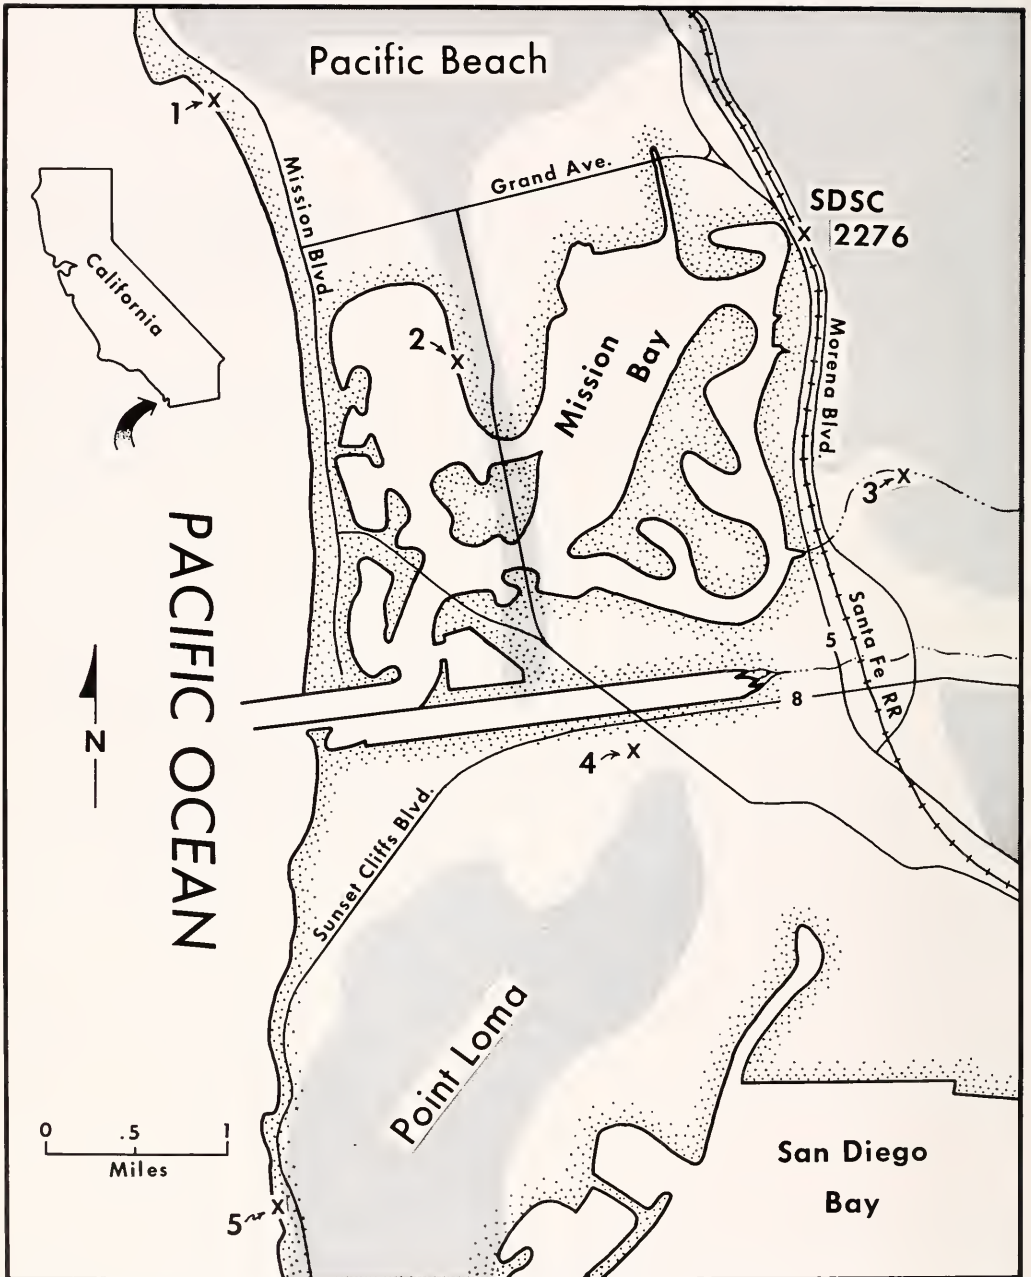 Pacific Beach
1
Mission Blvd.
Grand Ave.
SDSC
2276
California
2
Mission
Bay
Morena Blvd
3
PACIFIC OCEAN
Santa Fe RR
5
8
N
4
Sunset Cliffs Blvd.
Point Loma
0 .5 1
Miles
San Diego
Bay
5